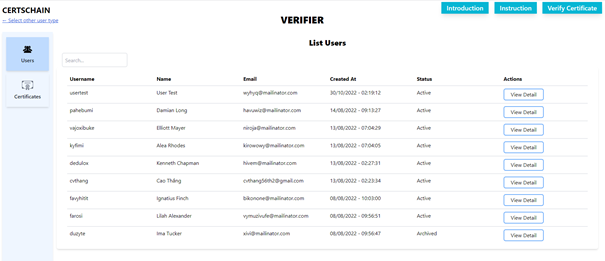 CERTSCHAIN
← Select other user type
Introduction Instruction Verify Certificate
VERIFIER
Users
Certificates
List Users
Search...
Username Name Email Created At Status Actions
usertest User Test wyhyq@mailinator.com 30/10/2022 - 02:19:12 Active View Detail
pahebumi Damian Long havuwiz@mailinator.com 14/08/2022 - 09:13:27 Active View Detail
vajoxibuke Elliott Mayer niroja@mailinator.com 13/08/2022 - 07:04:29 Active View Detail
kyfimi Alea Rhodes kirowowy@mailinator.com 13/08/2022 - 07:04:05 Active View Detail
dedulox Kenneth Chapman hivem@mailinator.com 13/08/2022 - 02:27:31 Active View Detail
cvthang Cao Thăng cvthang56th2@gmail.com 13/08/2022 - 02:23:34 Active View Detail
favyhitit Ignatius Finch bikonone@mailinator.com 08/08/2022 - 10:03:00 Active View Detail
farosi Lilah Alexander vymuzivufe@mailinator.com 08/08/2022 - 09:56:51 Active View Detail
duzyte Ima Tucker xivi@mailinator.com 08/08/2022 - 09:56:47 Archived View Detail